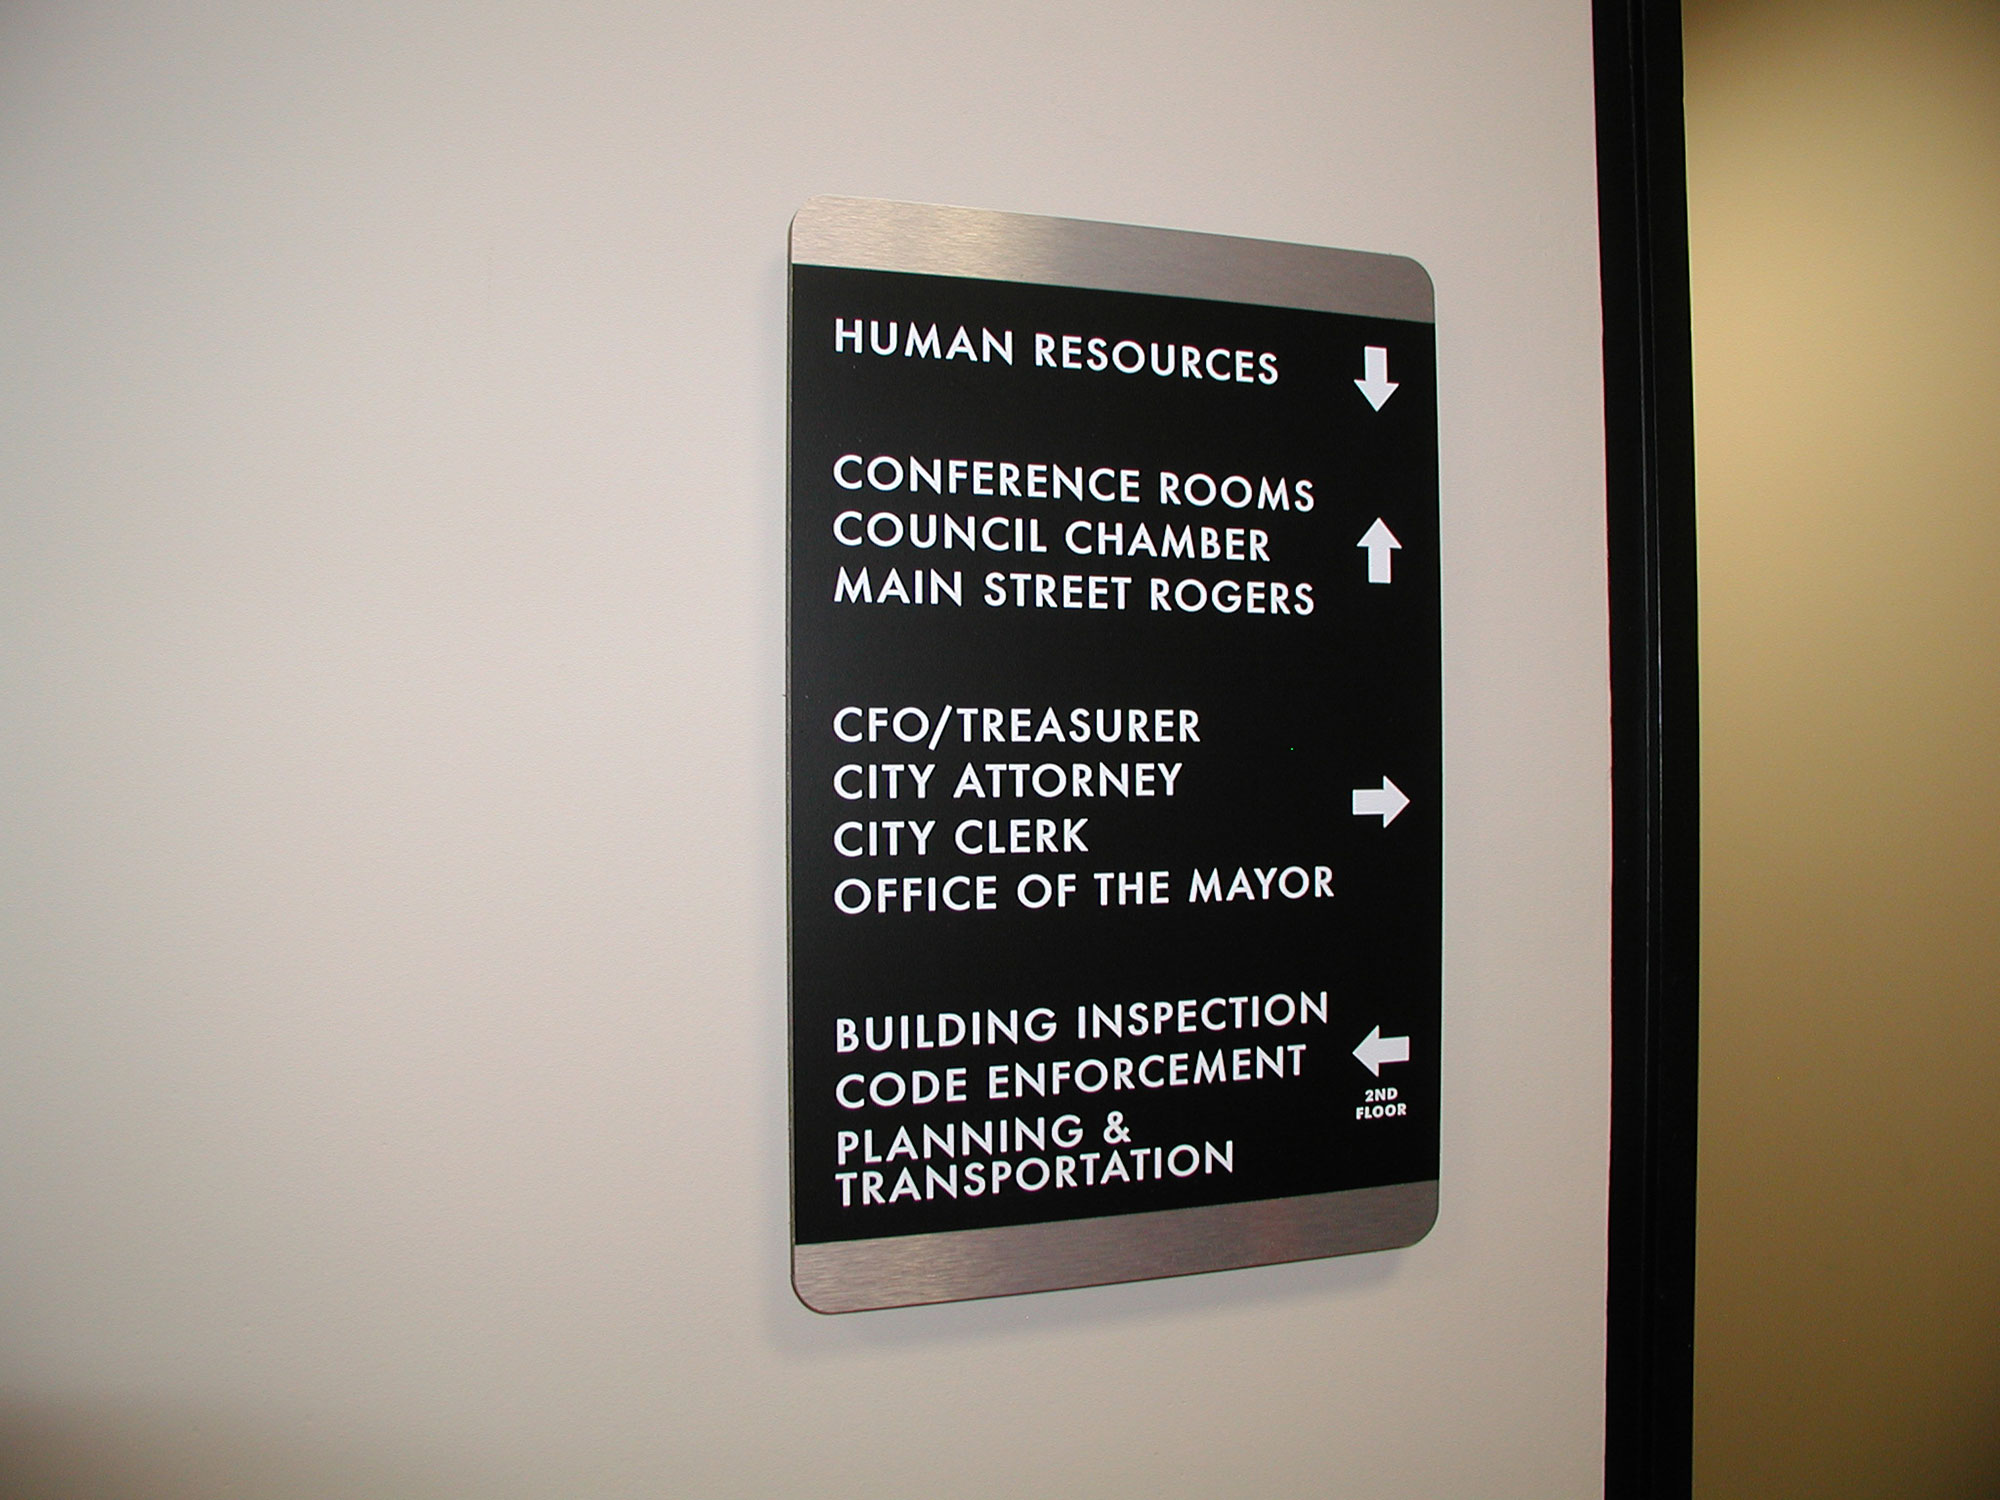 HUMAN RESOURCES
CONFERENCE ROOMS
COUNCIL CHAMBER
MAIN STREET ROGERS
CFO/TREASURER
CITY ATTORNEY
CITY CLERK
OFFICE OF THE MAYOR
BUILDING INSPECTION
CODE ENFORCEMENT
PLANNING &
TRANSPORTATION
2ND
FLOOR